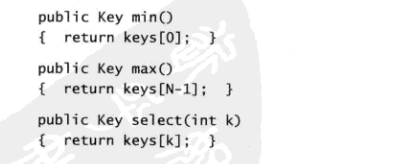 public Key min()
{  return keys[0];  }
public Key max()
{  return keys[N-1];  }
public Key select(int k)
{  return keys[k];  }